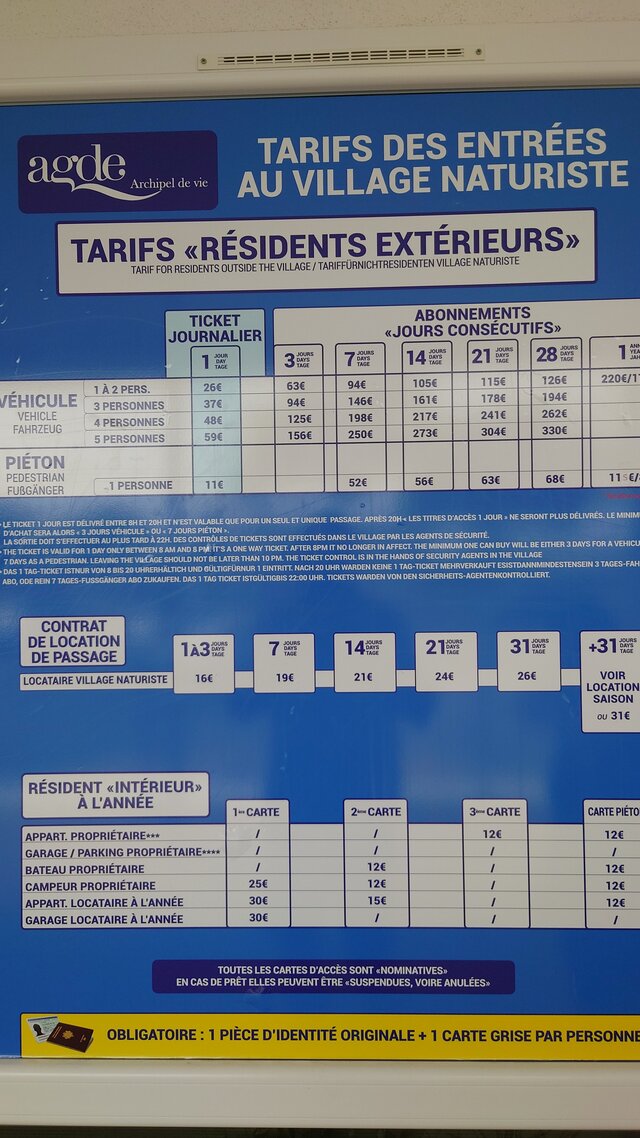 agde
Archipel de vie
TARIFS DES ENTRÉES
AU VILLAGE NATURISTE
TARIFS «RÉSIDENTS EXTÉRIEURS»
TARIF FOR RESIDENTS OUTSIDE THE VILLAGE / TARIFFÜRNICHTRESIDENTEN VILLAGE NATURISTE
TICKET JOURNALIER
ABONNEMENTS
«JOURS CONSÉCUTIFS»
1 JOUR DAY TAGE 3 JOURS DAYS TAGE 7 JOURS DAYS TAGE 14 JOURS DAYS TAGE 21 JOURS DAYS TAGE 28 JOURS DAYS TAGE 1
VÉHICULE
VEHICLE
FAHRZEUG
1 À 2 PERS. 26€ 63€ 94€ 105€ 115€ 126€ 220€/1
3 PERSONNES 37€ 94€ 146€ 161€ 178€ 194€
4 PERSONNES 48€ 125€ 198€ 217€ 241€ 262€
5 PERSONNES 59€ 156€ 250€ 273€ 304€ 330€
PIÉTON
PEDESTRIAN
FUßGÄNGER
1 PERSONNE 11€ 52€ 56€ 63€ 68€
LE TICKET 1 JOUR EST DÉLIVRÉ ENTRE 8H ET 20H ET N'EST VALABLE QUE POUR UN SEUL ET UNIQUE PASSAGE. APRÈS 20H « LES TITRES D'ACCÈS 1 JOUR » NE SERONT PLUS DÉLIVRÉS. LE
D'ACHAT SERA ALORS « 3 JOURS VÉHICULE » OU « 7 JOURS PIÉTON ».
LA SORTIE DOIT S'EFFECTUER AU PLUS TARD À 22H. DES CONTRÔLES DE TICKETS SONT EFFECTUÉS DANS LE VILLAGE PAR LES AGENTS DE SÉCURITÉ.
THE TICKET IS VALID FOR 1 DAY ONLY BETWEEN 8 AM AND 8 PM. IT'S A ONE WAY TICKET. AFTER 8PM IT NO LONGER IN AFFECT. THE MINIMUM ONE CAN BUY WILL BE EITHER 3 DAYS FOR A
7 DAYS AS A PEDESTRIAN. LEAVING THE VILLAGE SHOULD NOT BE LATER THAN 10 PM. THE TICKET CONTROL IS IN THE HANDS OF SECURITY AGENTS IN THE VILLAGE
DAS 1 TAG-TICKET ISTNUR VON 8 BIS 20 UHRERHÄLTICH UND GÜLTIGFÜRNUR 1 EINTRITT. NACH 20 UHR WARDEN KEINE 1 TAG-TICKET MEHRVERKAUFT ESISTDANNMINDESTENSEIN 3 TAGES-
ABO, ODE REIN 7 TAGES-FUSSGÄNGER ABO ZUKAUFEN. DAS 1 TAG TICKET ISTGÜLTIGBIS 22:00 UHR. TICKETS WARDEN VON DEN SICHERHEITS-AGENTENKONTROLLIERT.
CONTRAT
DE LOCATION
DE PASSAGE
1À3 JOURS DAYS TAGE 7 JOURS DAYS TAGE 14 JOURS DAYS TAGE 21 JOURS DAYS TAGE 31 JOURS DAYS TAGE +31 JOURS DAYS TAGE
LOCATAIRE VILLAGE NATURISTE 16€ 19€ 21€ 24€ 26€
VOIR
LOCATION
SAISON
OU 31€
RÉSIDENT «INTÉRIEUR»
À L'ANNÉE
1ère CARTE 2ème CARTE 3ème CARTE CARTE
APPART. PROPRIÉTAIRE*** / / 12€ 12€
GARAGE / PARKING PROPRIÉTAIRE**** / / / /
BATEAU PROPRIÉTAIRE / 12€ / 12€
CAMPEUR PROPRIÉTAIRE 25€ 12€ / 12€
APPART. LOCATAIRE À L'ANNÉE 30€ 15€ / 12€
GARAGE LOCATAIRE À L'ANNÉE 30€ / / /
TOUTES LES CARTES D'ACCÈS SONT «NOMINATIVES»
EN CAS DE PRÊT ELLES PEUVENT ÊTRE «SUSPENDUES, VOIRE ANULÉES»
OBLIGATOIRE : 1 PIÈCE D'IDENTITÉ ORIGINALE + 1 CARTE GRISE PAR PERSONNE